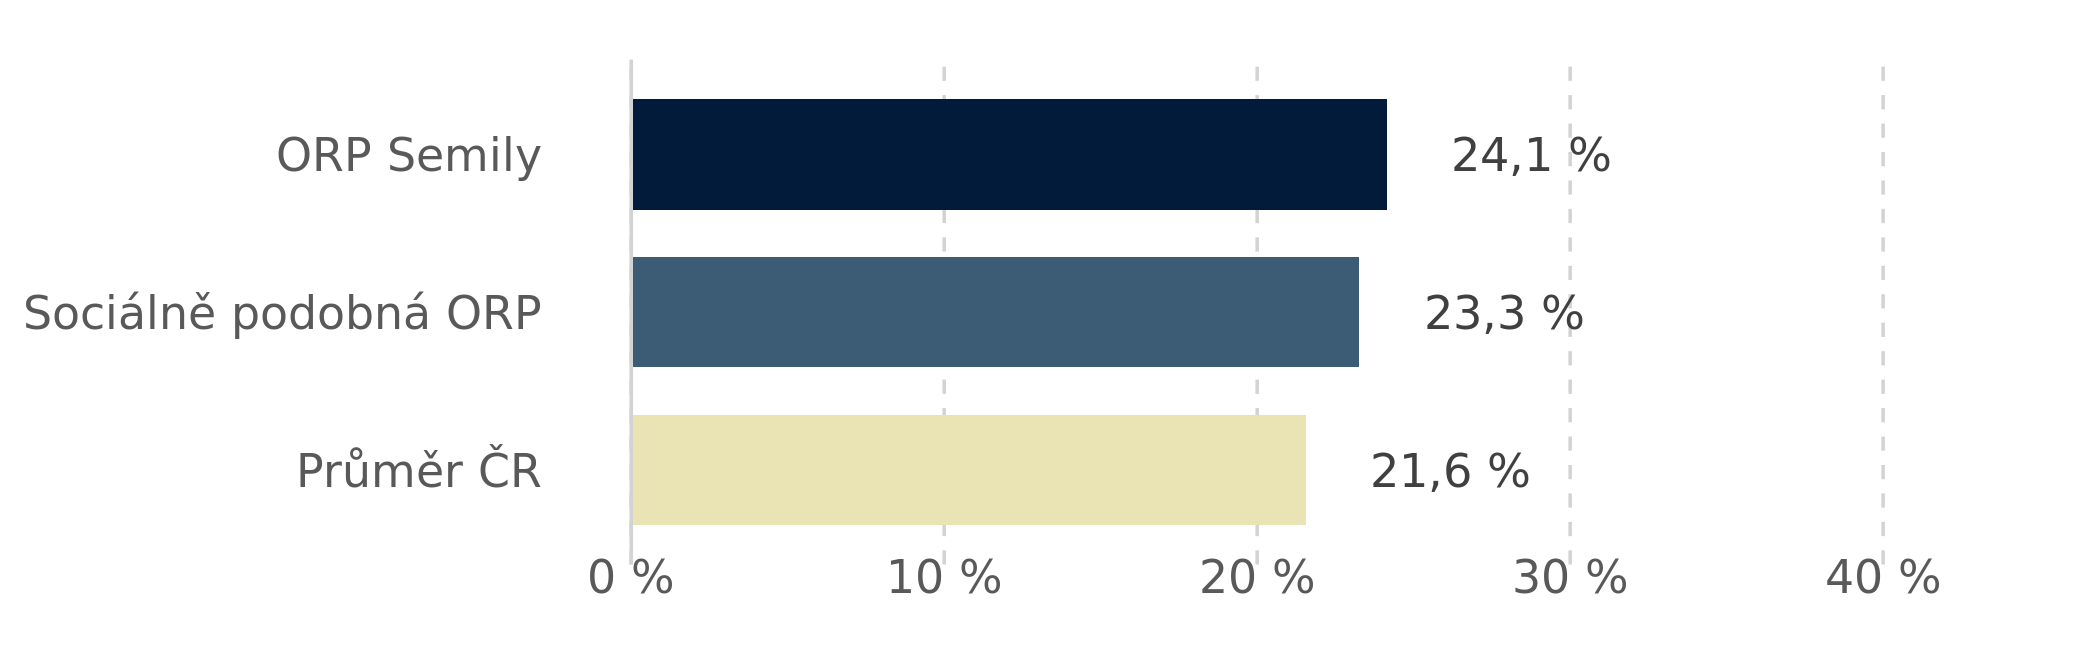 ORP Semily 24,1 %
Sociálně podobná ORP 23,3 %
Průměr ČR 21,6 %
0 % 10 % 20 % 30 % 40 %